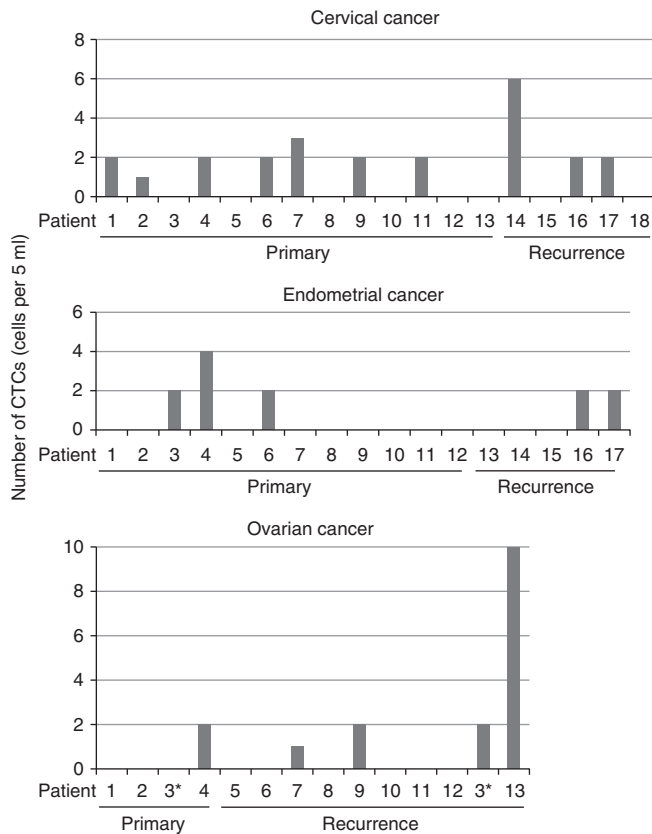 Cervical cancer
8
6
4
2
0
Patient 1 2 3 4 5 6 7 8 9 10 11 12 13 14 15 16 17 18
Primary Recurrence
Number of CTCs (cells per 5 ml)
Endometrial cancer
6
4
2
0
Patient 1 2 3 4 5 6 7 8 9 10 11 12 13 14 15 16 17
Primary Recurrence
Ovarian cancer
10
8
6
4
2
0
Patient 1 2 3* 4 5 6 7 8 9 10 11 12 3* 13
Primary Recurrence